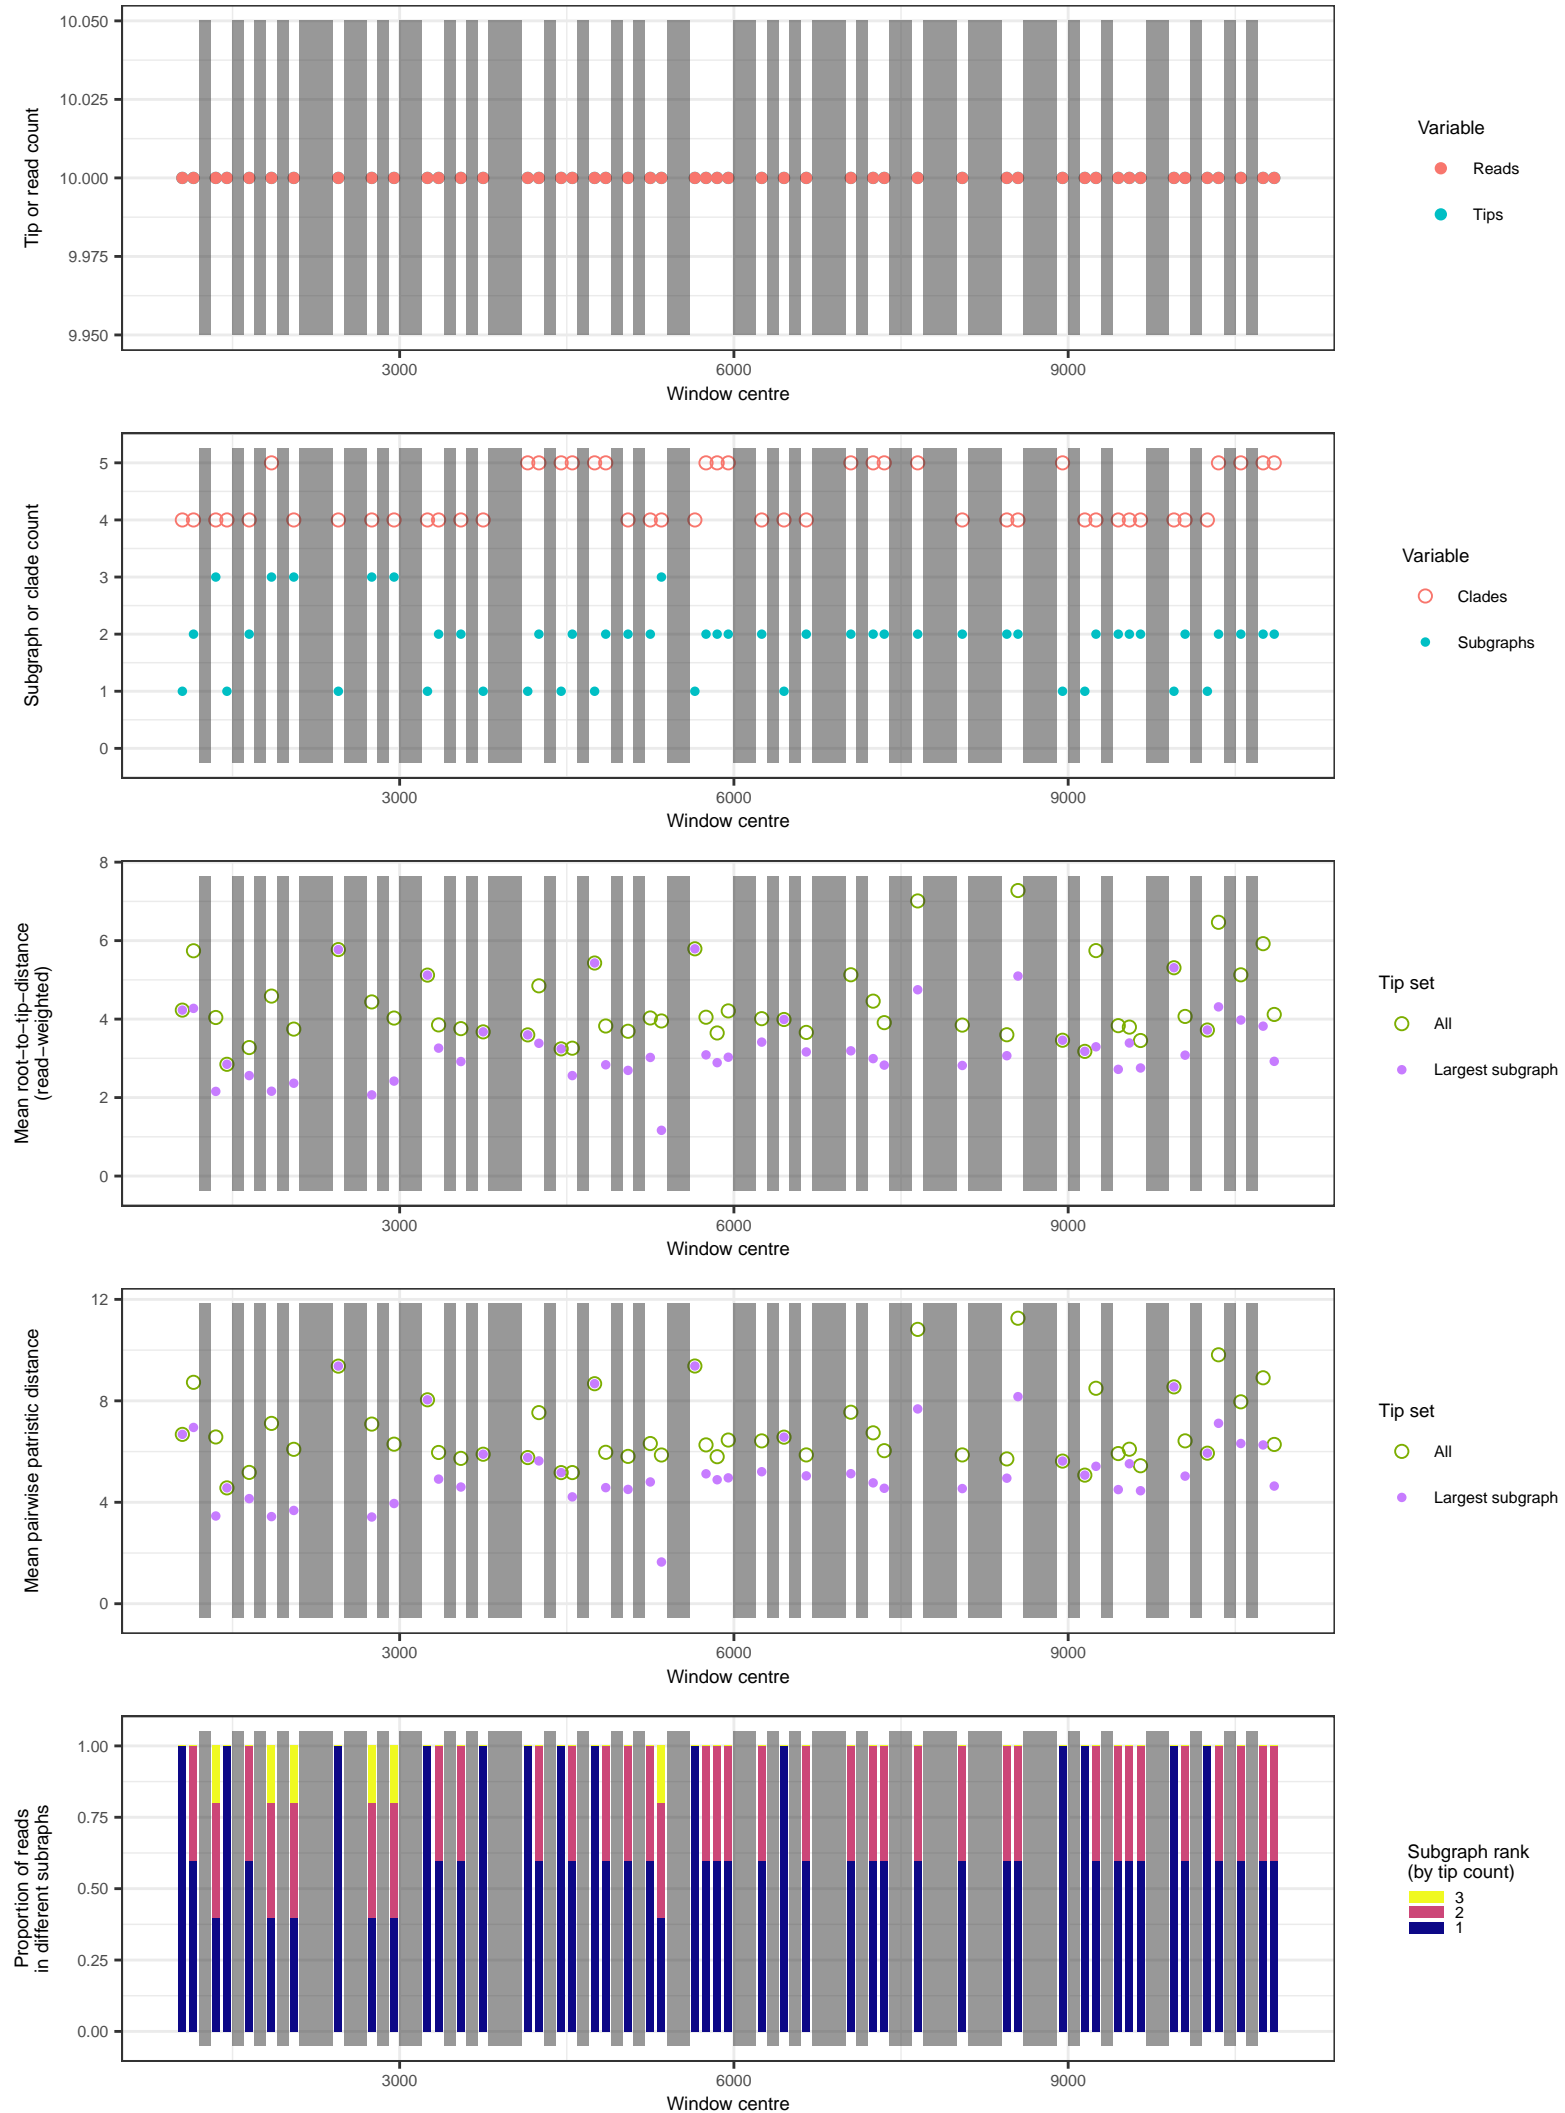 10.050
10.025
10.000
9.975
9.950
Tip or read count
3000
6000
9000
Window centre
Variable
Reads
Tips
5
4
3
2
1
0
Subgraph or clade count
3000
6000
9000
Window centre
Variable
Clades
Subgraphs
8
6
4
2
0
Mean root−to−tip−distance
(read−weighted)
3000
6000
9000
Window centre
Tip set
All
Largest subgraph
12
8
4
0
Mean pairwise patristic distance
3000
6000
9000
Window centre
Tip set
All
Largest subgraph
1.00
0.75
0.50
0.25
0.00
Proportion of reads
in different subraphs
3000
6000
9000
Window centre
Subgraph rank
(by tip count)
3
2
1